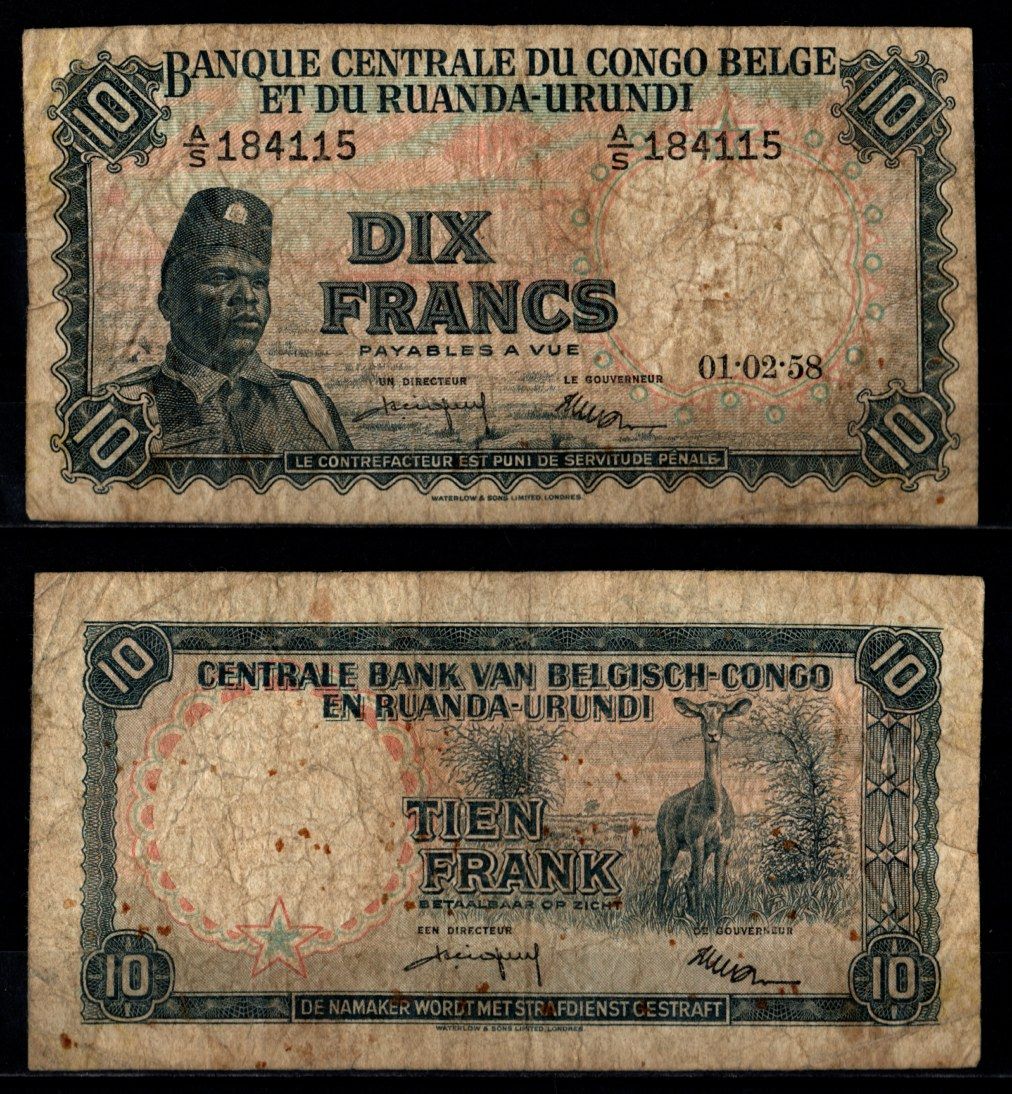 10 10
BANQUE CENTRALE DU CONGO BELGE
ET DU RUANDA-URUNDI
A/S 184115 A/S 184115
DIX
FRANCS
PAYABLES A VUE
UN DIRECTEUR LE GOUVERNEUR 01·02·58
10 10
LE CONTREFACTEUR EST PUNI DE SERVITUDE PÉNALE
WATERLOW & SONS LIMITED, LONDRES
10 10
CENTRALE BANK VAN BELGISCH-CONGO
EN RUANDA-URUNDI
TIEN
FRANK
BETAALBAAR OP ZICHT
EEN DIRECTEUR DE GOUVERNEUR
10 10
DE NAMAKER WORDT MET STRAFDIENST GESTRAFT
WATERLOW & SONS LIMITED, LONDRES